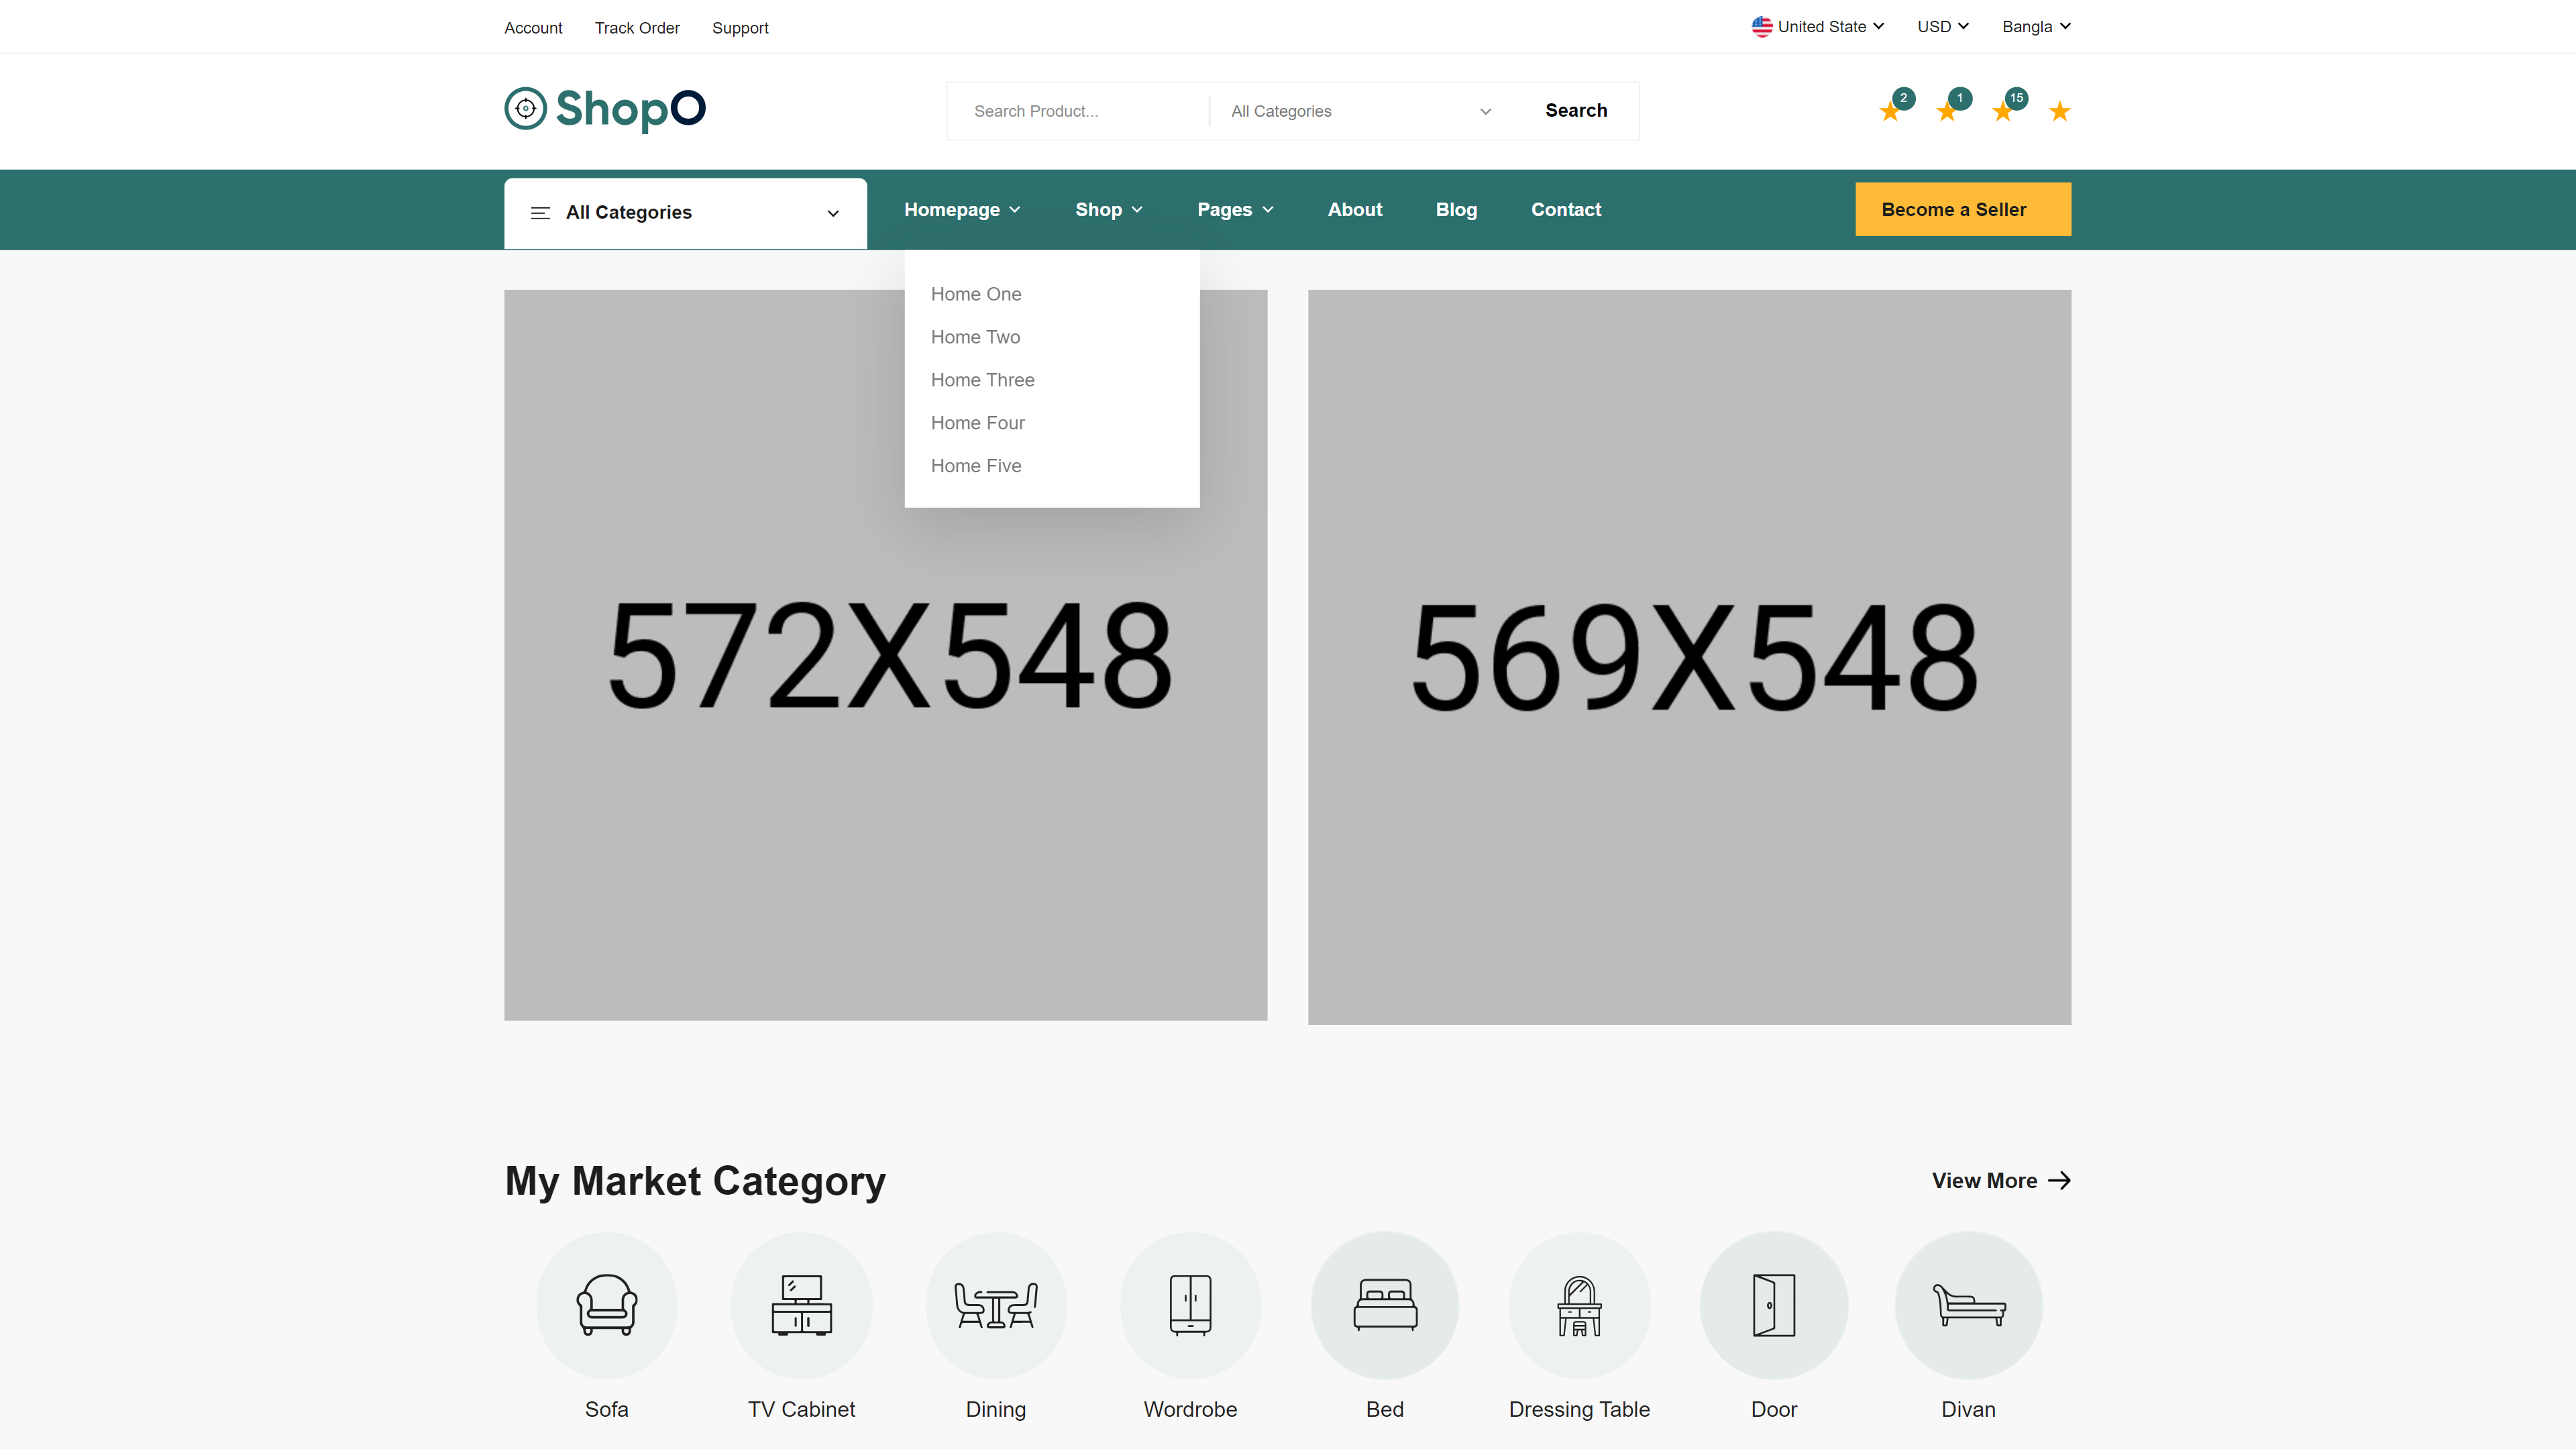 Account Track Order Support United State USD Bangla
ShopO Search Product... All Categories Search 2 1 15
All Categories Homepage Shop Pages About Blog Contact Become a Seller
Home One
Home Two
Home Three
Home Four
Home Five
572X548 569X548
My Market Category View More
Sofa TV Cabinet Dining Wordrobe Bed Dressing Table Door Divan